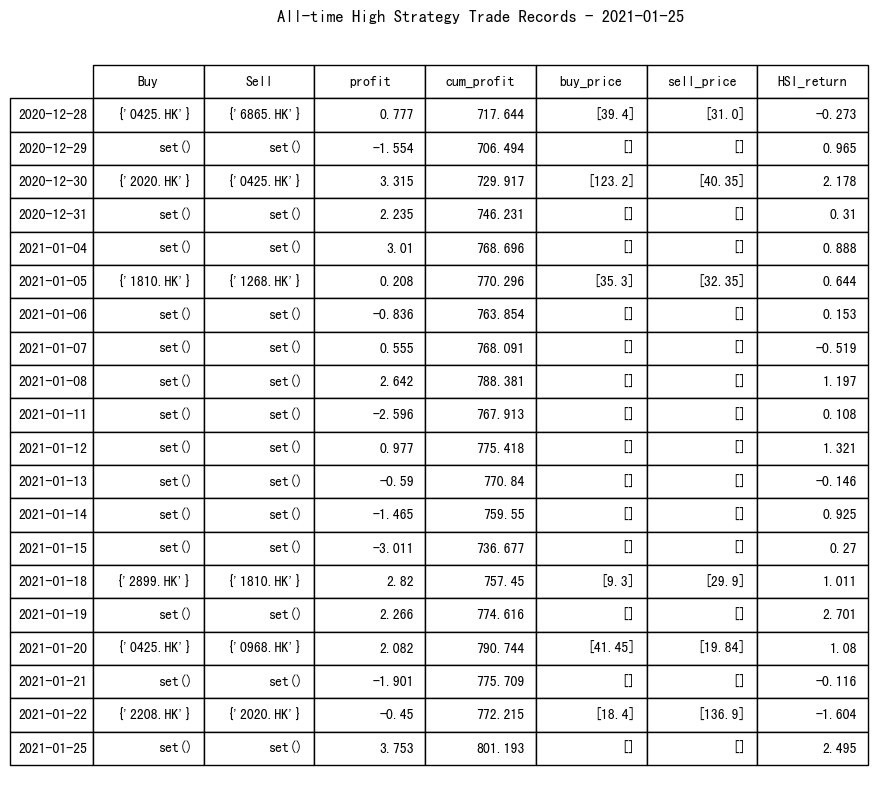 All-time High Strategy Trade Records - 2021-01-25
Buy Sell profit cum_profit buy_price sell_price HSI_return
2020-12-28 {'0425.HK'} {'6865.HK'} 0.777 717.644 [39.4] [31.0] -0.273
2020-12-29 set() set() -1.554 706.494 [] [] 0.965
2020-12-30 {'2020.HK'} {'0425.HK'} 3.315 729.917 [123.2] [40.35] 2.178
2020-12-31 set() set() 2.235 746.231 [] [] 0.31
2021-01-04 set() set() 3.01 768.696 [] [] 0.888
2021-01-05 {'1810.HK'} {'1268.HK'} 0.208 770.296 [35.3] [32.35] 0.644
2021-01-06 set() set() -0.836 763.854 [] [] 0.153
2021-01-07 set() set() 0.555 768.091 [] [] -0.519
2021-01-08 set() set() 2.642 788.381 [] [] 1.197
2021-01-11 set() set() -2.596 767.913 [] [] 0.108
2021-01-12 set() set() 0.977 775.418 [] [] 1.321
2021-01-13 set() set() -0.59 770.84 [] [] -0.146
2021-01-14 set() set() -1.465 759.55 [] [] 0.925
2021-01-15 set() set() -3.011 736.677 [] [] 0.27
2021-01-18 {'2899.HK'} {'1810.HK'} 2.82 757.45 [9.3] [29.9] 1.011
2021-01-19 set() set() 2.266 774.616 [] [] 2.701
2021-01-20 {'0425.HK'} {'0968.HK'} 2.082 790.744 [41.45] [19.84] 1.08
2021-01-21 set() set() -1.901 775.709 [] [] -0.116
2021-01-22 {'2208.HK'} {'2020.HK'} -0.45 772.215 [18.4] [136.9] -1.604
2021-01-25 set() set() 3.753 801.193 [] [] 2.495